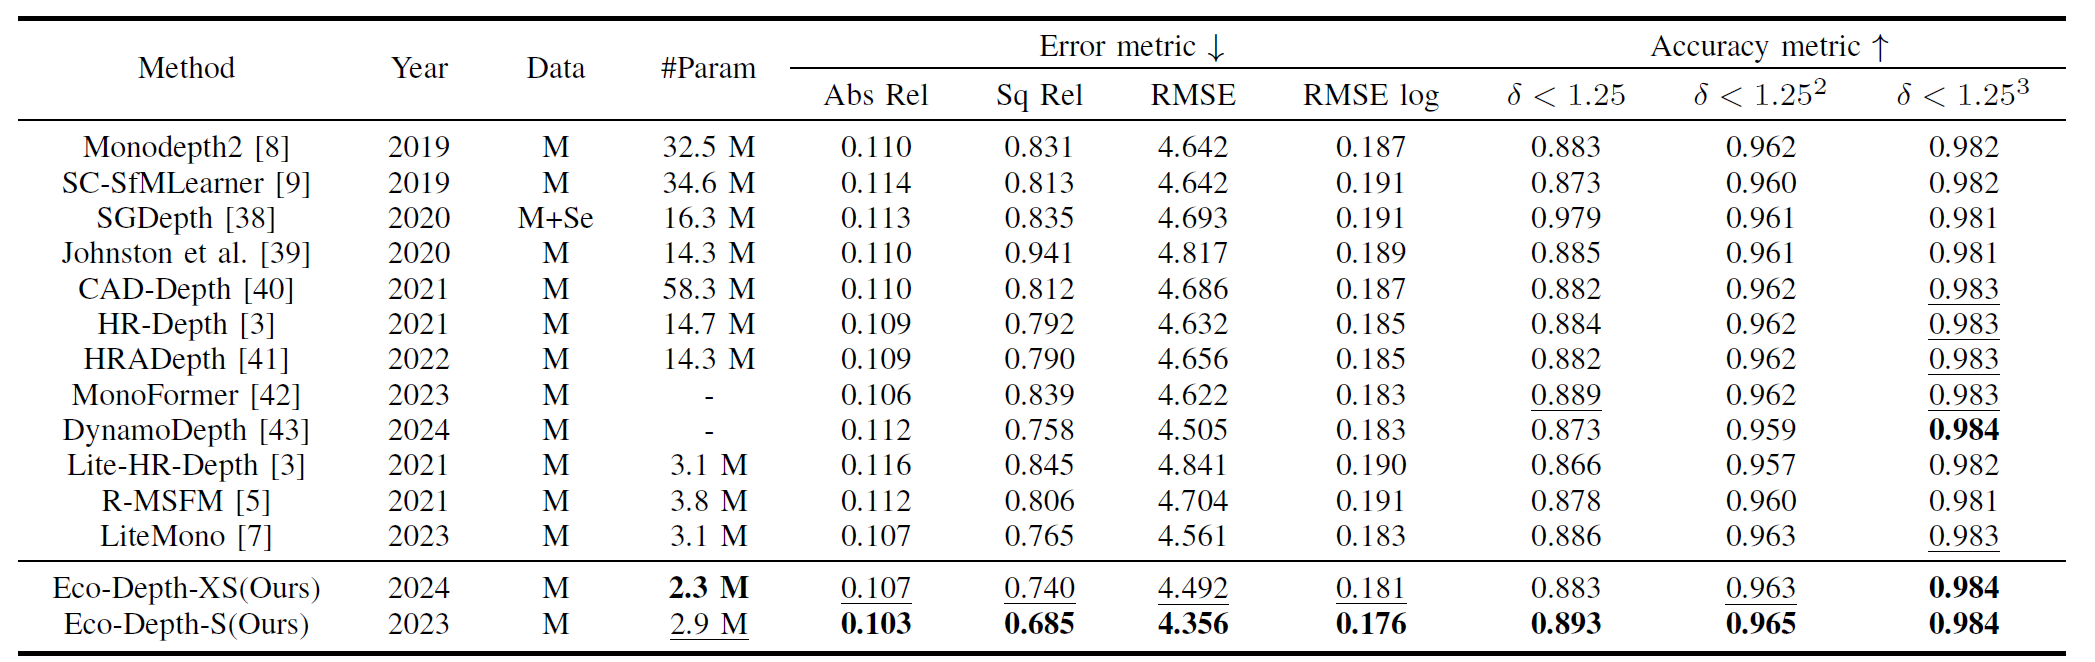 Method Year Data #Param Error metric ↓ Accuracy metric ↑
Abs Rel Sq Rel RMSE RMSE log δ < 1.25 δ < 1.25² δ < 1.25³
Monodepth2 [8] 2019 M 32.5 M 0.110 0.831 4.642 0.187 0.883 0.962 0.982
SC-SfMLearner [9] 2019 M 34.6 M 0.114 0.813 4.642 0.191 0.873 0.960 0.982
SGDepth [38] 2020 M+Se 16.3 M 0.113 0.835 4.693 0.191 0.979 0.961 0.981
Johnston et al. [39] 2020 M 14.3 M 0.110 0.941 4.817 0.189 0.885 0.961 0.981
CAD-Depth [40] 2021 M 58.3 M 0.110 0.812 4.686 0.187 0.882 0.962 0.983
HR-Depth [3] 2021 M 14.7 M 0.109 0.792 4.632 0.185 0.884 0.962 0.983
HRADepth [41] 2022 M 14.3 M 0.109 0.790 4.656 0.185 0.882 0.962 0.983
MonoFormer [42] 2023 M - 0.106 0.839 4.622 0.183 0.889 0.962 0.983
DynamoDepth [43] 2024 M - 0.112 0.758 4.505 0.183 0.873 0.959 0.984
Lite-HR-Depth [3] 2021 M 3.1 M 0.116 0.845 4.841 0.190 0.866 0.957 0.982
R-MSFM [5] 2021 M 3.8 M 0.112 0.806 4.704 0.191 0.878 0.960 0.981
LiteMono [7] 2023 M 3.1 M 0.107 0.765 4.561 0.183 0.886 0.963 0.983
Eco-Depth-XS(Ours) 2024 M 2.3 M 0.107 0.740 4.492 0.181 0.883 0.963 0.984
Eco-Depth-S(Ours) 2023 M 2.9 M 0.103 0.685 4.356 0.176 0.893 0.965 0.984